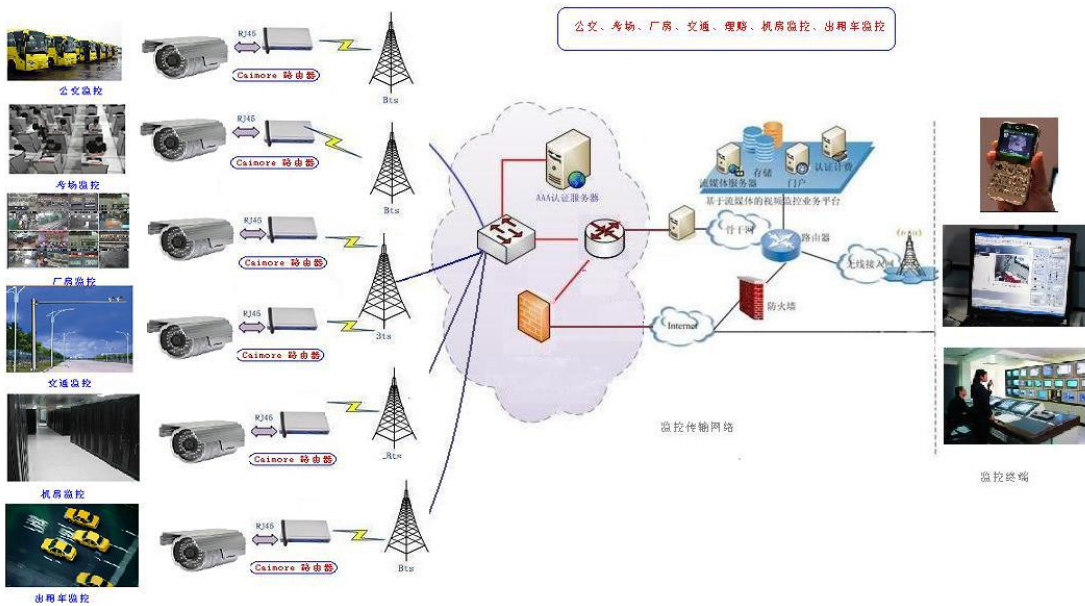 公交、考场、厂房、交通、埋賂、机房监控、出租车监控
RJ45
Caimore 路由器
Bts
公交监控
RJ45
Caimore 路由器
Bts
考场监控
RJ45
Caimore 路由器
厂房监控
RJ45
Caimore 路由器
Bts
交通监控
RJ45
Caimore 路由器
Bts
机房监控
RJ45
Caimore 路由器
Bts
出租车监控
AAA认证服务器
流媒体服务器
存储
门户
认证计费
基于流媒体的视频监控业务平台
骨干网
路由器
无线接入网
防火墙
Internet
监控传输网络
监控终端